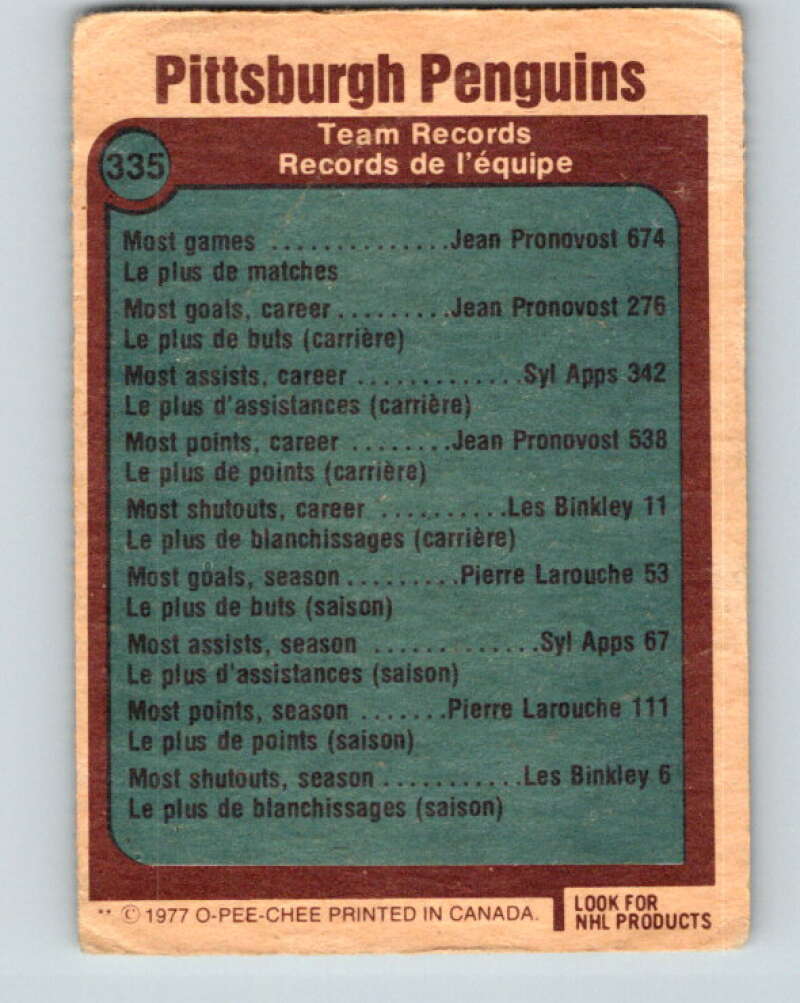 Pittsburgh Penguins
Team Records
335
Records de l'équipe
Most games ..............Jean Pronovost 674
Le plus de matches
Most goals, career.........Jean Pronovost 276
Le plus de buts (carrière)
Most assists, career .............Syl Apps 342
Le plus d'assistances (carrière)
Most points, career ........Jean Pronovost 538
Le plus de points (carrière)
Most shutouts, career ..........Les Binkley 11
Le plus de blanchissages (carrière)
Most goals, season.........Pierre Larouche 53
Le plus de buts (saison)
Most assists, season .............Syl Apps 67
Le plus d'assistances (saison)
Most points, season .......Pierre Larouche 111
Le plus de points (saison)
Most shutouts, season...........Les Binkley 6
Le plus de blanchissages (saison)
** © 1977 O-PEE-CHEE PRINTED IN CANADA.
LOOK FOR
NHL PRODUCTS